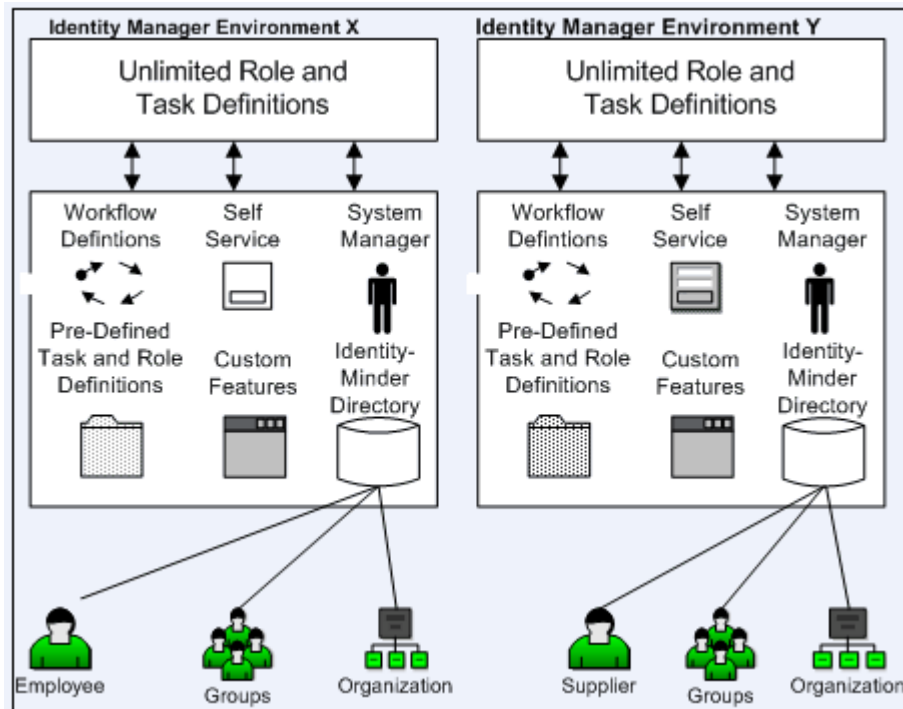 Identity Manager Environment X
Unlimited Role and
Task Definitions
Workflow
Defintions
Self
Service
System
Manager
Pre-Defined
Task and Role
Definitions
Custom
Features
Identity-
Minder
Directory
Employee
Groups
Organization
Identity Manager Environment Y
Unlimited Role and
Task Definitions
Workflow
Defintions
Self
Service
System
Manager
Pre-Defined
Task and Role
Definitions
Custom
Features
Identity-
Minder
Directory
Supplier
Groups
Organization